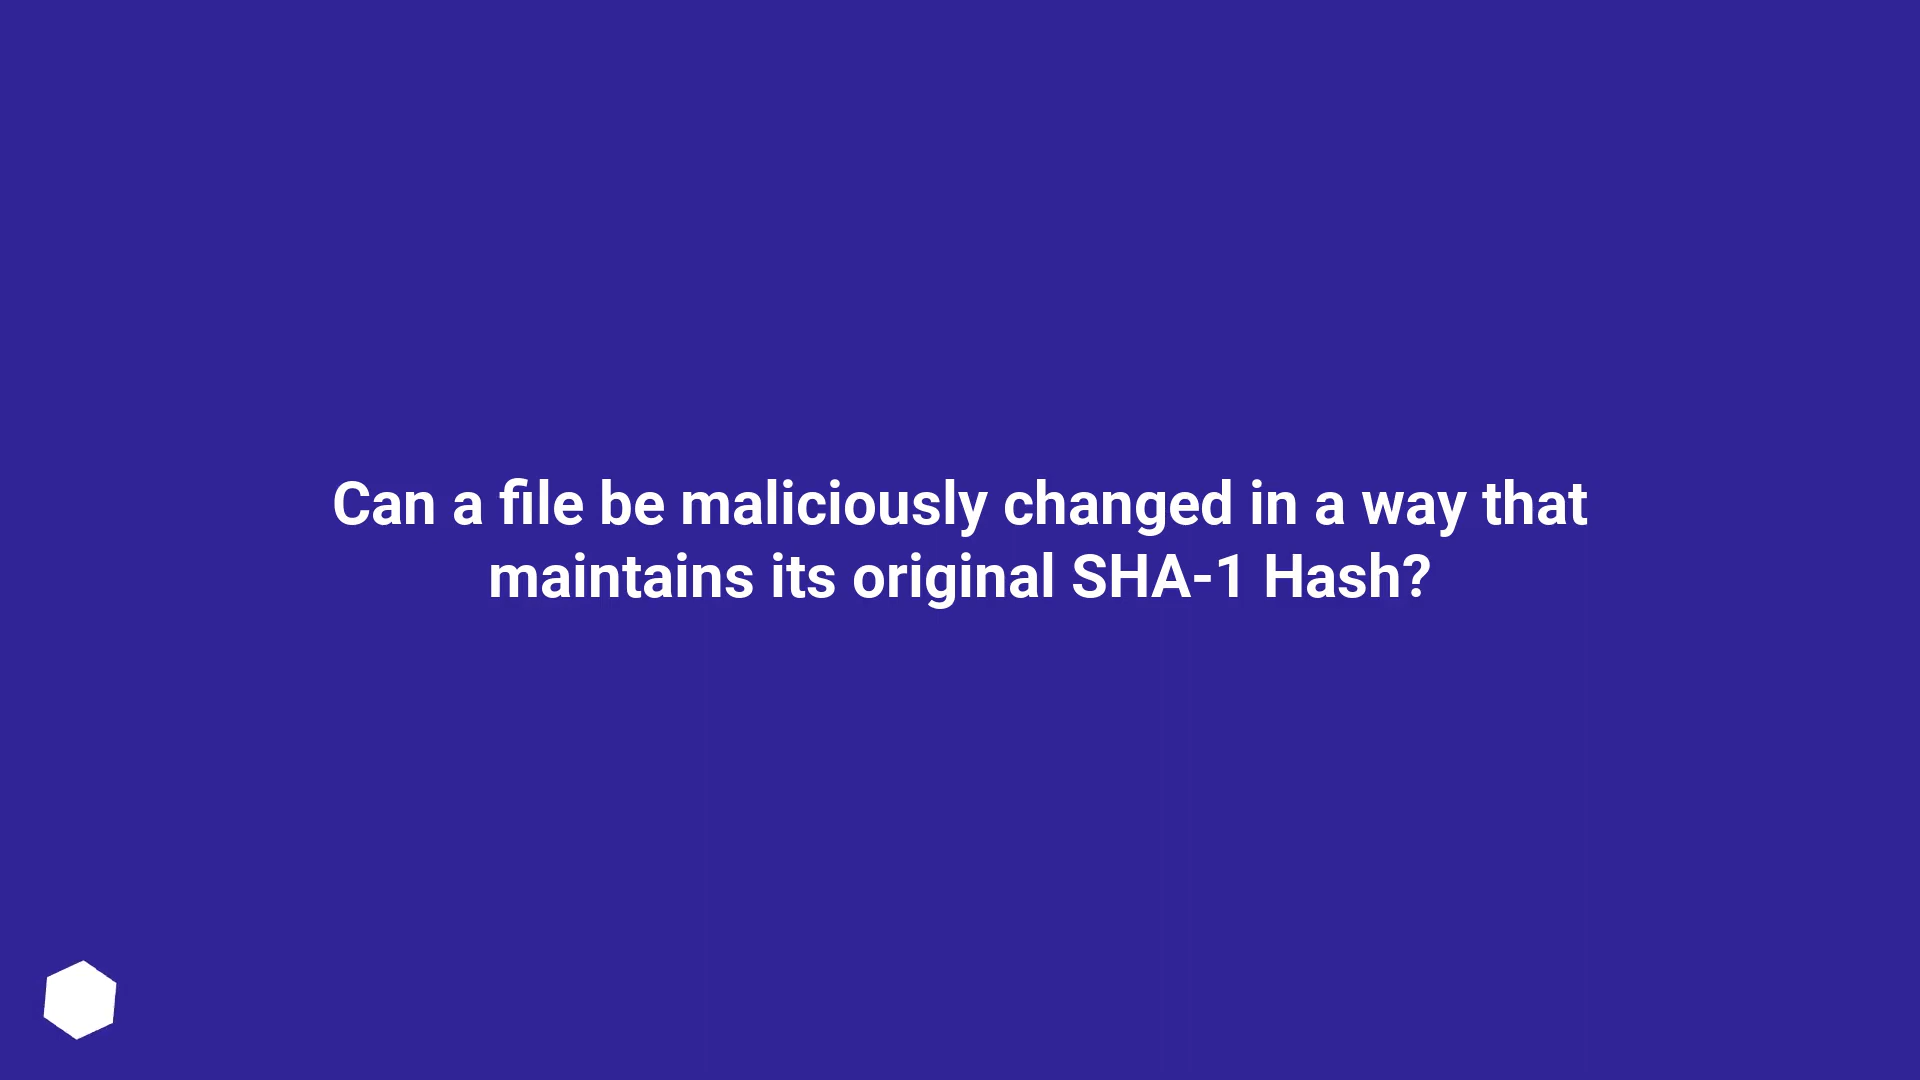 Can a file be maliciously changed in a way that
maintains its original SHA-1 Hash?